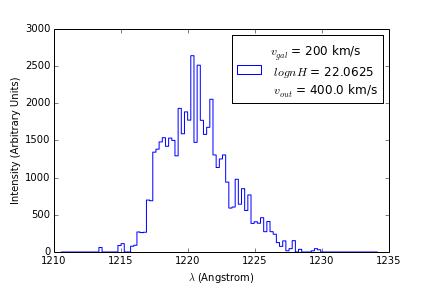 3000
2500
2000
1500
1000
500
0
Intensity (Arbitrary Units)
v_gal = 200 km/s
lognH = 22.0625
v_out = 400.0 km/s
1210 1215 1220 1225 1230 1235
λ (Angstrom)